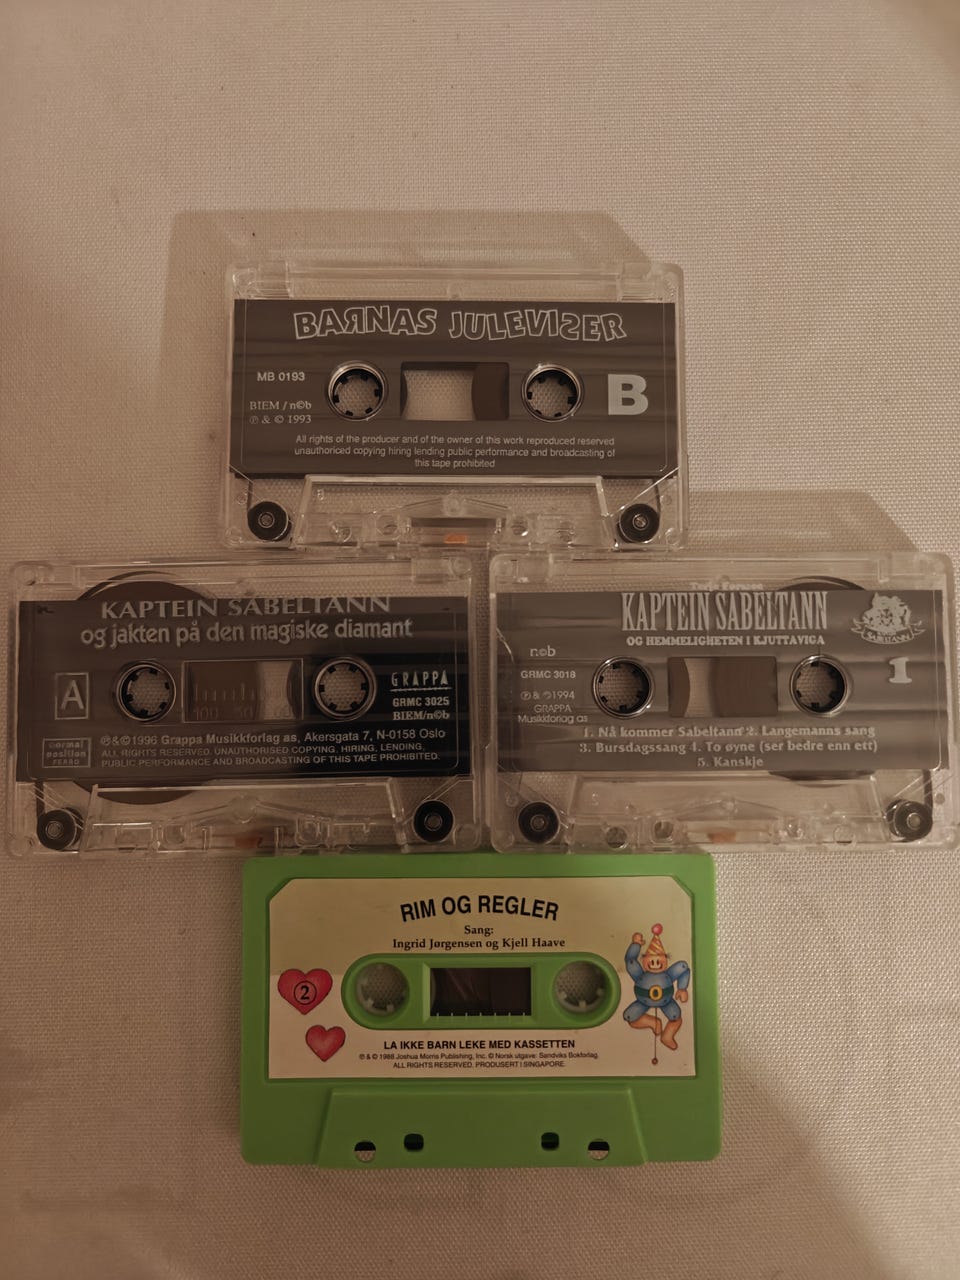 BARNAS JULEVISER
MB 0193
BIEM / n©b
℗ & © 1993
B
All rights of the producer and of the owner of this work reproduced reserved
unauthoriced copying hiring lending public performance and broadcasting of
this tape prohibited
KAPTEIN SABELTANN
og jakten på den magiske diamant
A
GRAPPA
GRMC 3025
BIEM/n©b
normal
position
FERRO
℗&©1996 Grappa Musikkforlag as, Akersgata 7, N-0158 Oslo
ALL RIGHTS RESERVED. UNAUTHORISED COPYING, HIRING, LENDING,
PUBLIC PERFORMANCE AND BROADCASTING OF THIS TAPE PROHIBITED.
100 50
Terje Formoe
KAPTEIN SABELTANN
OG HEMMELIGHETEN I KJUTTAVIGA
SABELTANN
n©b
GRMC 3018
℗ & © 1994
GRAPPA
Musikkforlag as
1
1. Nå kommer Sabeltann 2. Langemanns sang
3. Bursdagssang 4. To øyne (ser bedre enn ett)
5. Kanskje
RIM OG REGLER
Sang:
Ingrid Jørgensen og Kjell Haave
2
LA IKKE BARN LEKE MED KASSETTEN
℗ & © 1988 Joshua Morris Publishing, Inc. © Norsk utgave: Sandviks Bokforlag.
ALL RIGHTS RESERVED. PRODUSERT I SINGAPORE.